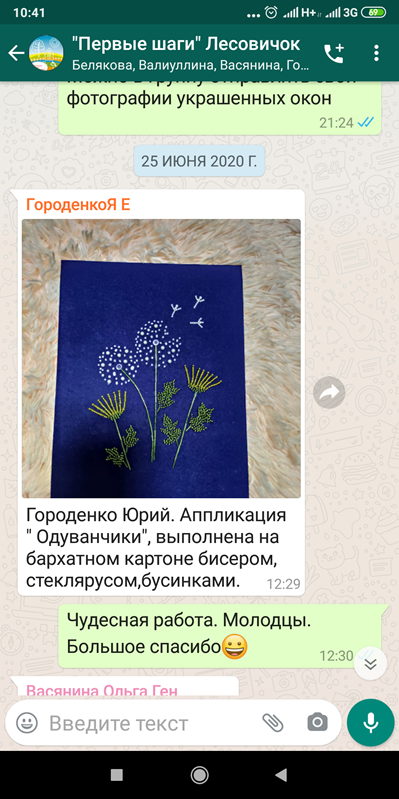 10:41
... H+ 3G 69
"Первые шаги" Лесовичок
Белякова, Валиуллина, Васянина, Го...
фотографии украшенных окон
21:24
25 ИЮНЯ 2020 Г.
ГороденкоЯ Е
Городенко Юрий. Аппликация
" Одуванчики", выполнена на
бархатном картоне бисером,
стеклярусом,бусинками.
12:29
Чудесная работа. Молодцы.
Большое спасибо😀
12:30
Васянина Ольга Ген
Введите текст